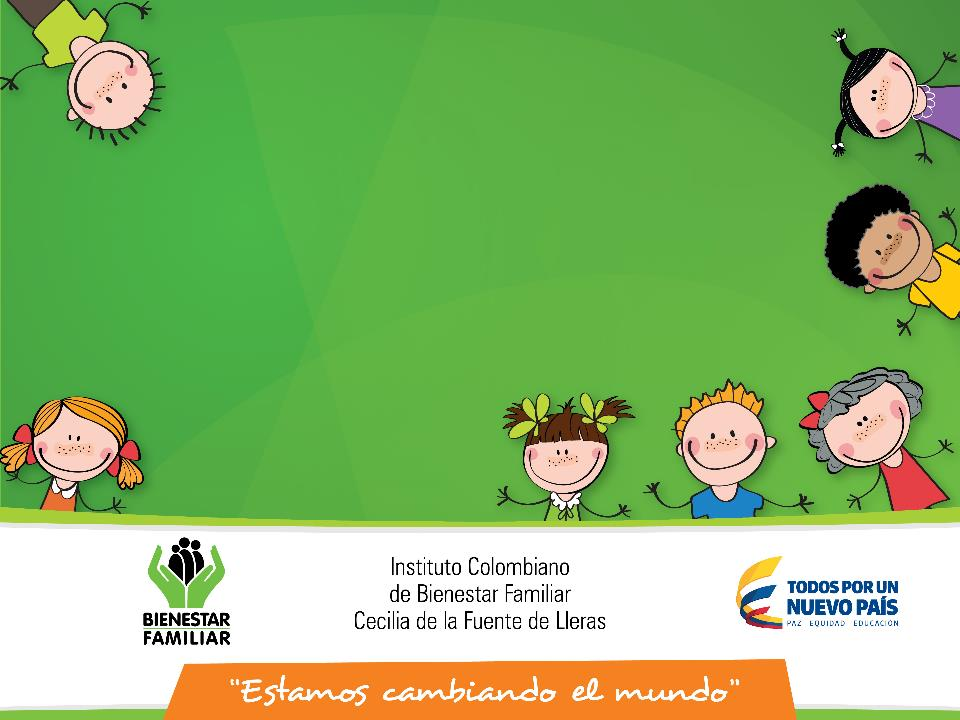 BIENESTAR
FAMILIAR
Instituto Colombiano
de Bienestar Familiar
Cecilia de la Fuente de Lleras
TODOS POR UN
NUEVO PAÍS
PAZ EQUIDAD EDUCACIÓN
"Estamos cambiando el mundo"